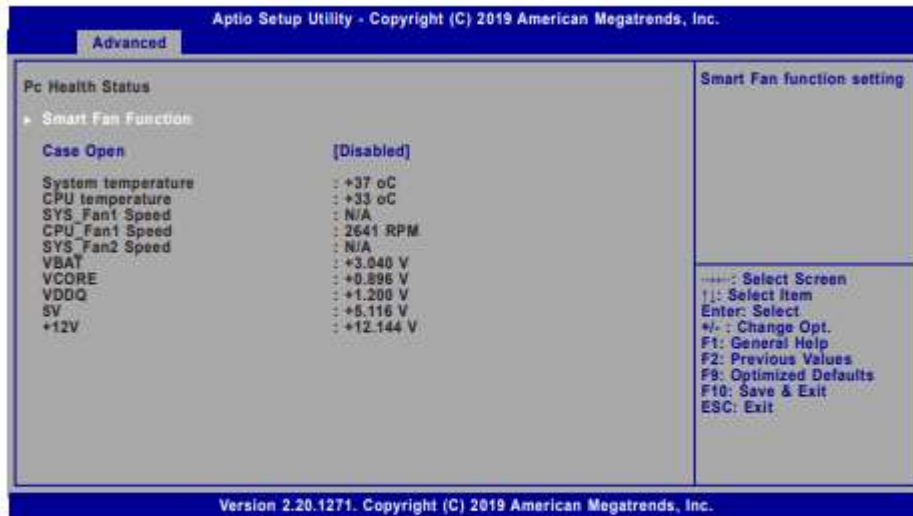 Aptio Setup Utility - Copyright (C) 2019 American Megatrends, Inc.
Advanced
Pc Health Status
Smart Fan Function
Case Open [Disabled]
System temperature : +37 oC
CPU temperature : +33 oC
SYS_Fan1 Speed : N/A
CPU_Fan1 Speed : 2641 RPM
SYS_Fan2 Speed : N/A
VBAT : +3.040 V
VCORE : +0.896 V
VDDQ : +1.200 V
5V : +5.116 V
+12V : +12.144 V
Smart Fan function setting
→←: Select Screen
↑↓: Select Item
Enter: Select
+/- : Change Opt.
F1: General Help
F2: Previous Values
F9: Optimized Defaults
F10: Save & Exit
ESC: Exit
Version 2.20.1271. Copyright (C) 2019 American Megatrends, Inc.